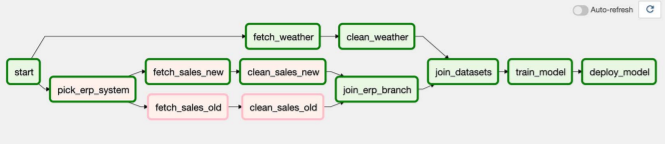 Auto-refresh
fetch_weather
clean_weather
start
fetch_sales_new
clean_sales_new
join_datasets
train_model
deploy_model
pick_erp_system
join_erp_branch
fetch_sales_old
clean_sales_old